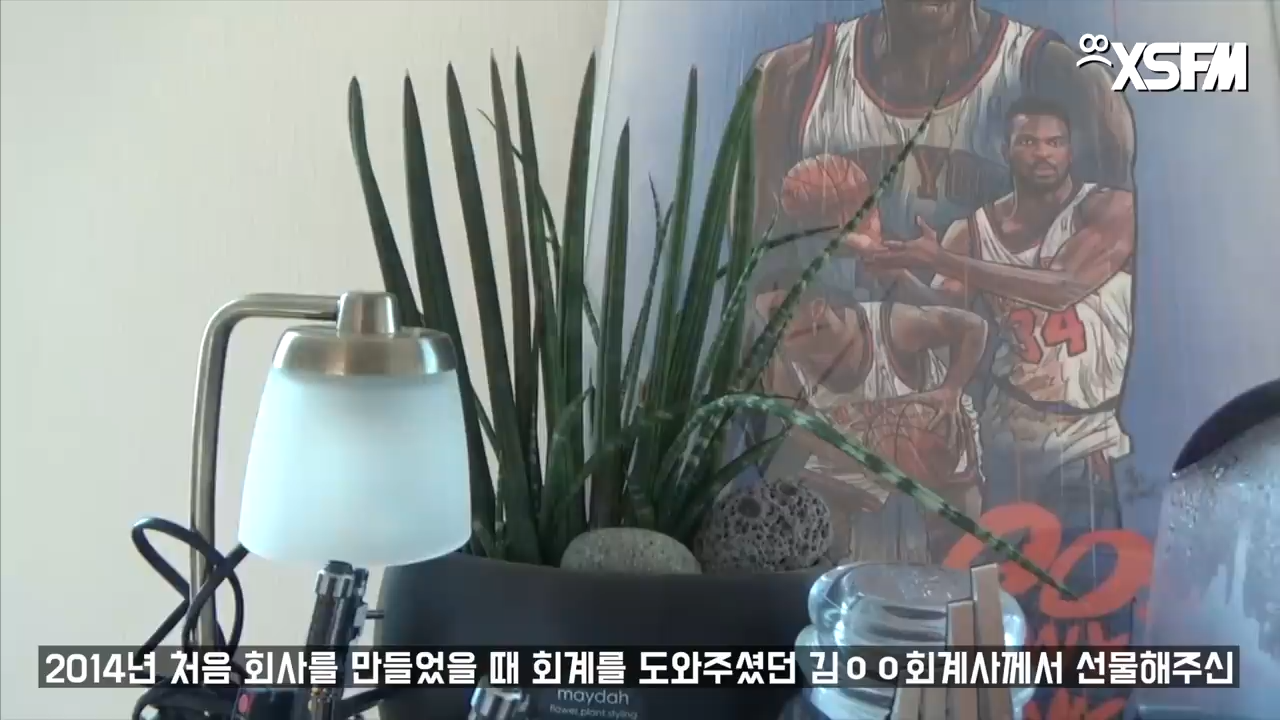 XSFM
34
2014년 처음 회사를 만들었을 때 회계를 도와주셨던 김ㅇㅇ회계사께서 선물해주신
maydah
flower.plant.styling